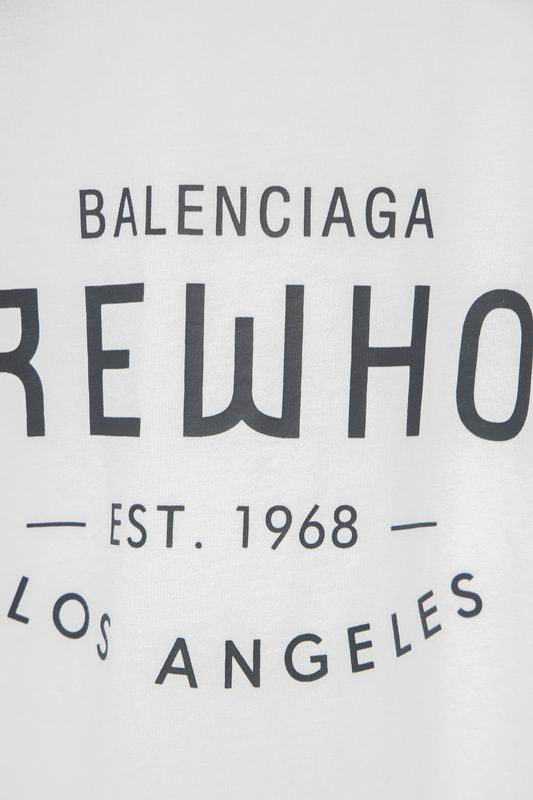 BALENCIAGA
REWHO
— EST. 1968 —
LOS ANGELES